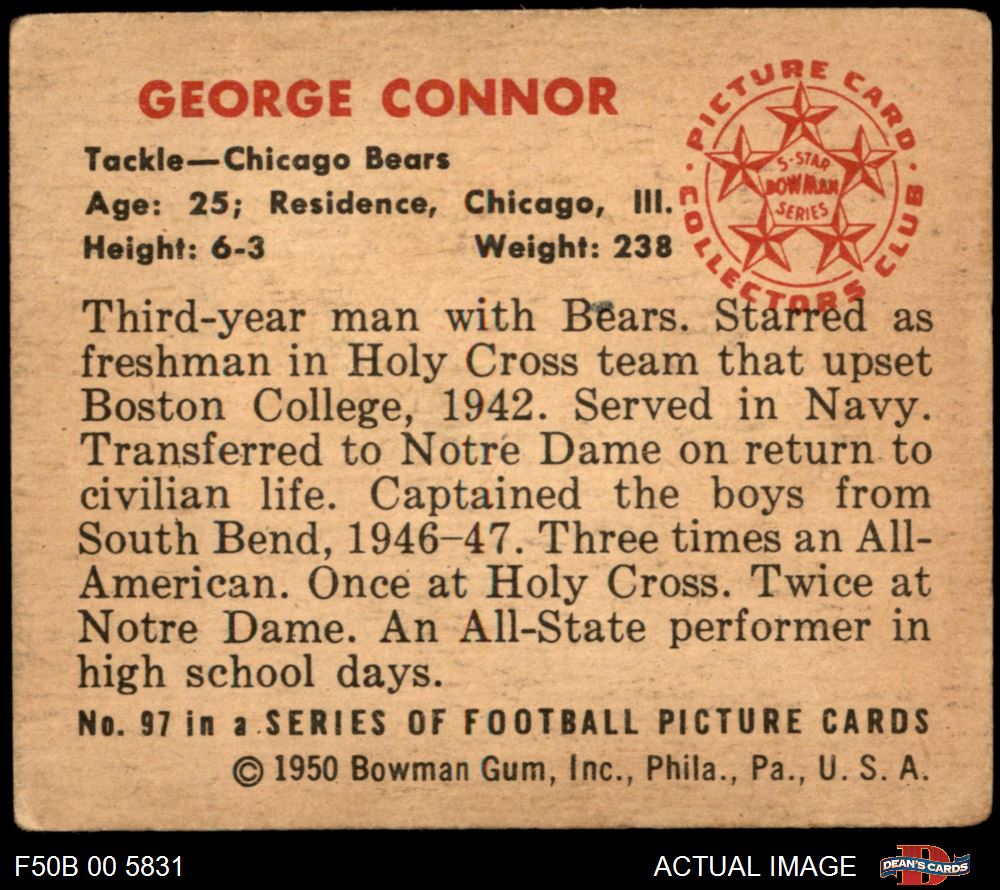 GEORGE CONNOR
Tackle—Chicago Bears
Age: 25; Residence, Chicago, Ill.
Height: 6-3 Weight: 238
PICTURE CARD COLLECTORS CLUB
5-STAR
BOWMAN
SERIES
Third-year man with Bears. Starred as
freshman in Holy Cross team that upset
Boston College, 1942. Served in Navy.
Transferred to Notre Dame on return to
civilian life. Captained the boys from
South Bend, 1946–47. Three times an All-
American. Once at Holy Cross. Twice at
Notre Dame. An All-State performer in
high school days.
No. 97 in a SERIES OF FOOTBALL PICTURE CARDS
© 1950 Bowman Gum, Inc., Phila., Pa., U. S. A.
F50B 00 5831 ACTUAL IMAGE
D
DEAN'S CARDS